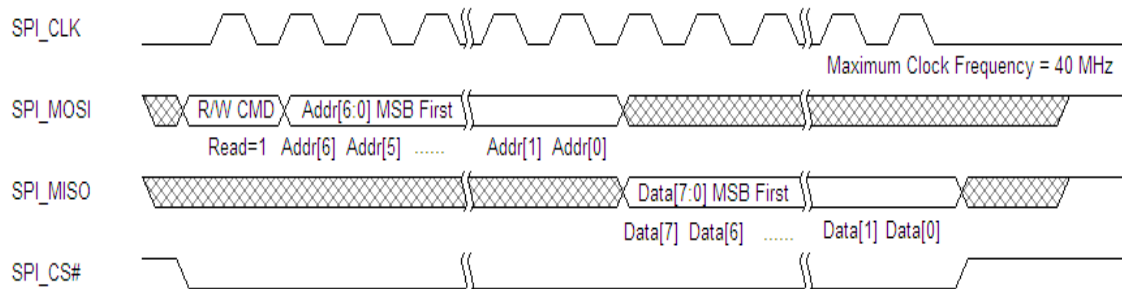 SPI_CLK
Maximum Clock Frequency = 40 MHz
SPI_MOSI R/W CMD Addr[6:0] MSB First
Read=1 Addr[6] Addr[5] ...... Addr[1] Addr[0]
SPI_MISO Data[7:0] MSB First
Data[7] Data[6] ...... Data[1] Data[0]
SPI_CS#